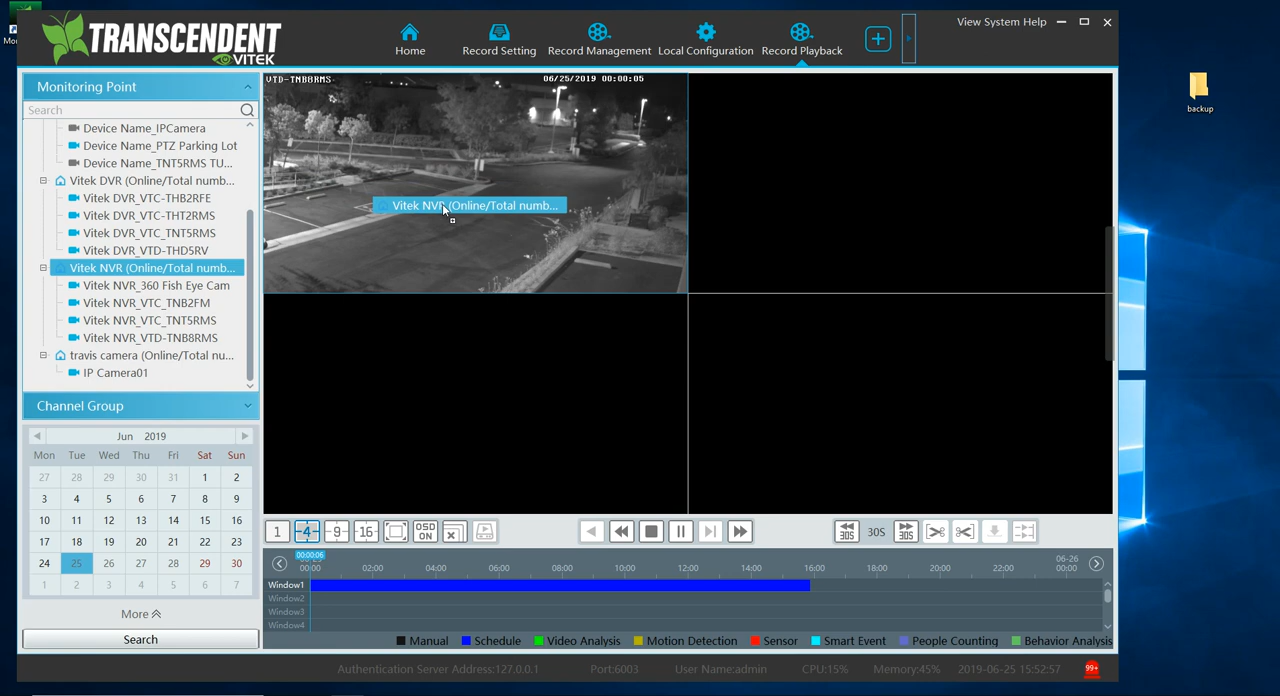 TRANSCENDENT
VITEK
Home
Record Setting
Record Management
Local Configuration
Record Playback
View System Help
Monitoring Point
Search
Device Name_IPCamera
Device Name_PTZ Parking Lot
Device Name_TNT5RMS TU...
Vitek DVR (Online/Total numb...
Vitek DVR_VTC-THB2RFE
Vitek DVR_VTC-THT2RMS
Vitek DVR_VTC_TNT5RMS
Vitek DVR_VTD-THD5RV
Vitek NVR (Online/Total numb...
Vitek NVR_360 Fish Eye Cam
Vitek NVR_VTC_TNB2FM
Vitek NVR_VTC_TNT5RMS
Vitek NVR_VTD-TNB8RMS
travis camera (Online/Total nu...
IP Camera01
Channel Group
Jun 2019
Mon Tue Wed Thu Fri Sat Sun
27 28 29 30 31 1 2
3 4 5 6 7 8 9
10 11 12 13 14 15 16
17 18 19 20 21 22 23
24 25 26 27 28 29 30
1 2 3 4 5 6 7
More
Search
VTD-TNB8RMS
06/25/2019 00:00:05
Vitek NVR (Online/Total numb...
1 4 9 16 OSD ON
30S 30S 30S
00:00:06
00:00 02:00 04:00 06:00 08:00 10:00 12:00 14:00 16:00 18:00 20:00 22:00 00:00
06-26
Window1
Window2
Window3
Window4
Manual Schedule Video Analysis Motion Detection Sensor Smart Event People Counting Behavior Analysis
Authentication Server Address:127.0.0.1 Port:6003 User Name:admin CPU:15% Memory:45% 2019-06-25 15:52:57 99+
backup